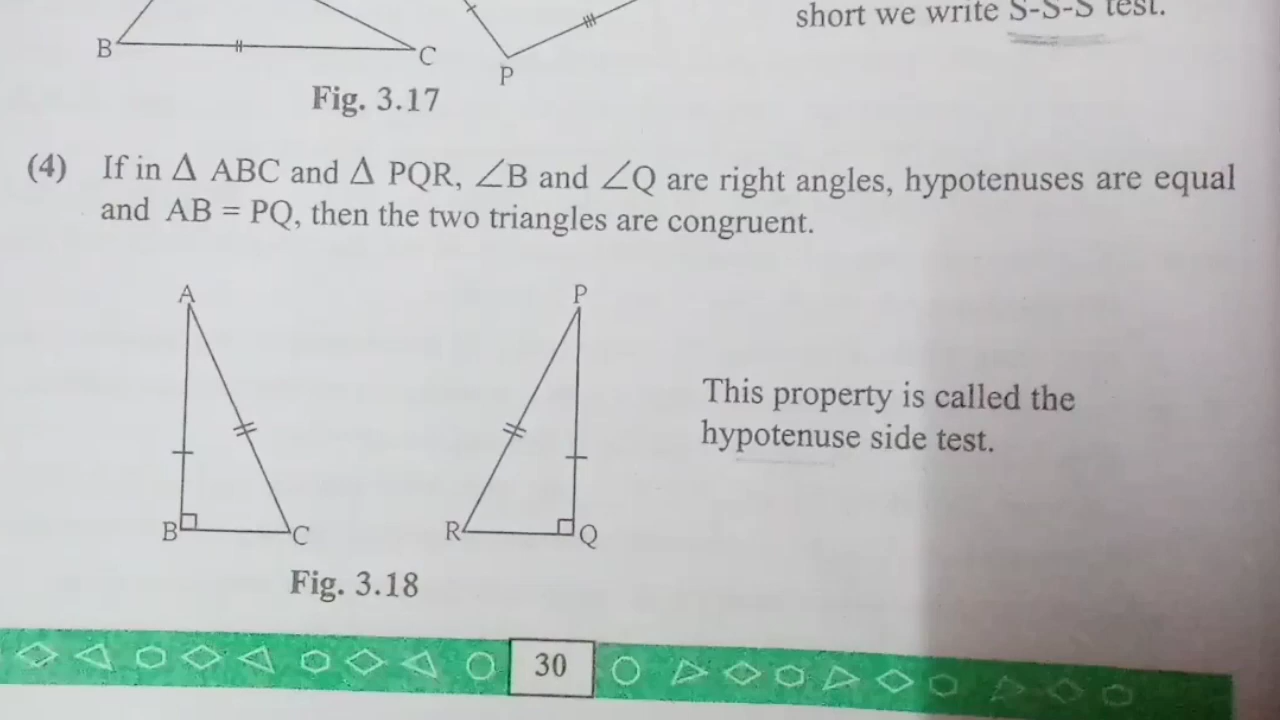 short we write S-S-S test.
B
C
P
Fig. 3.17
(4) If in Δ ABC and Δ PQR, ∠B and ∠Q are right angles, hypotenuses are equal
and AB = PQ, then the two triangles are congruent.
A
P
This property is called the
hypotenuse side test.
B
C
R
Q
Fig. 3.18
30